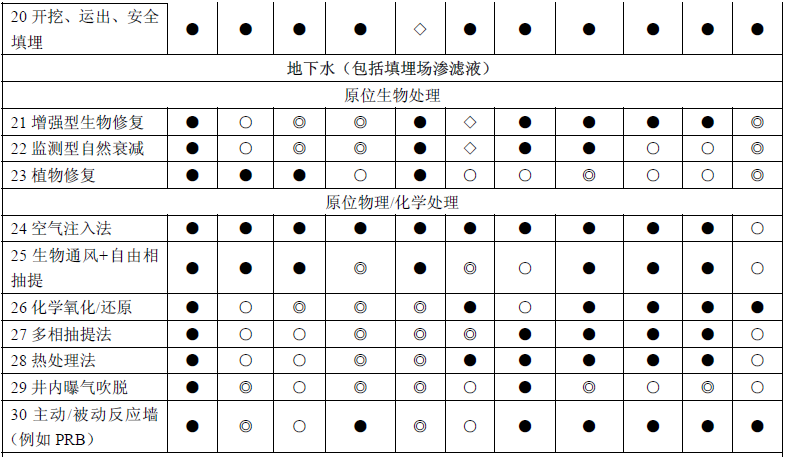 20 开挖、运出、安全 ● ● ● ● ◇ ● ● ● ● ● ●
填埋
地下水（包括填埋场渗滤液）
原位生物处理
21 增强型生物修复 ● ○ ◎ ◎ ● ◇ ● ● ● ● ◎
22 监测型自然衰减 ● ○ ◎ ◎ ● ◇ ● ● ○ ○ ◎
23 植物修复 ● ● ● ○ ● ○ ○ ◎ ○ ○ ◎
原位物理/化学处理
24 空气注入法 ● ● ● ● ● ● ● ● ● ● ○
25 生物通风+自由相 ● ● ● ◎ ● ◎ ○ ● ● ● ○
抽提
26 化学氧化/还原 ● ○ ◎ ◎ ◎ ● ○ ● ● ● ●
27 多相抽提法 ● ○ ○ ◎ ◎ ◎ ● ● ● ● ○
28 热处理法 ● ○ ○ ◎ ◎ ● ● ● ● ● ○
29 井内曝气吹脱 ● ◎ ○ ◎ ◎ ○ ● ◎ ○ ◎ ○
30 主动/被动反应墙 ● ◎ ○ ● ◎ ○ ● ● ● ● ●
（例如 PRB）